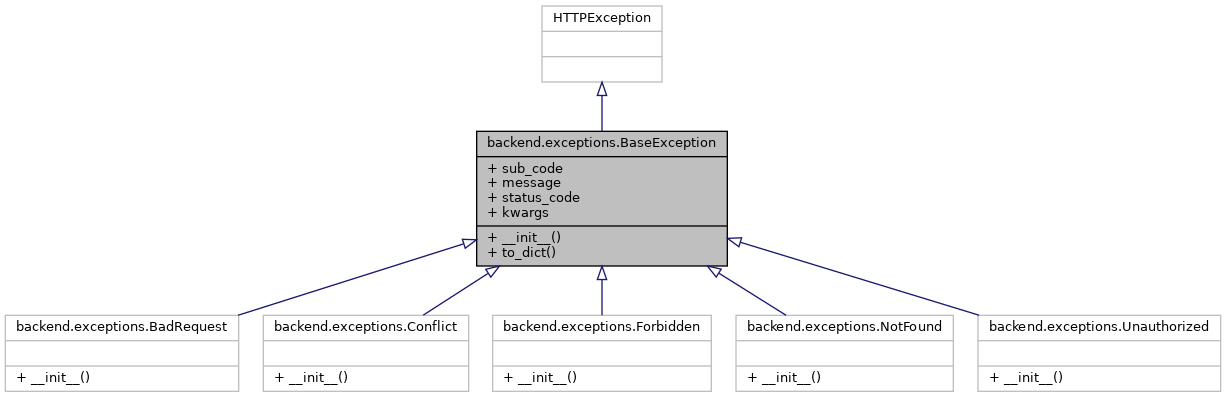 HTTPException
backend.exceptions.BaseException
+ sub_code
+ message
+ status_code
+ kwargs
+ __init__()
+ to_dict()
backend.exceptions.BadRequest
+ __init__()
backend.exceptions.Conflict
+ __init__()
backend.exceptions.Forbidden
+ __init__()
backend.exceptions.NotFound
+ __init__()
backend.exceptions.Unauthorized
+ __init__()